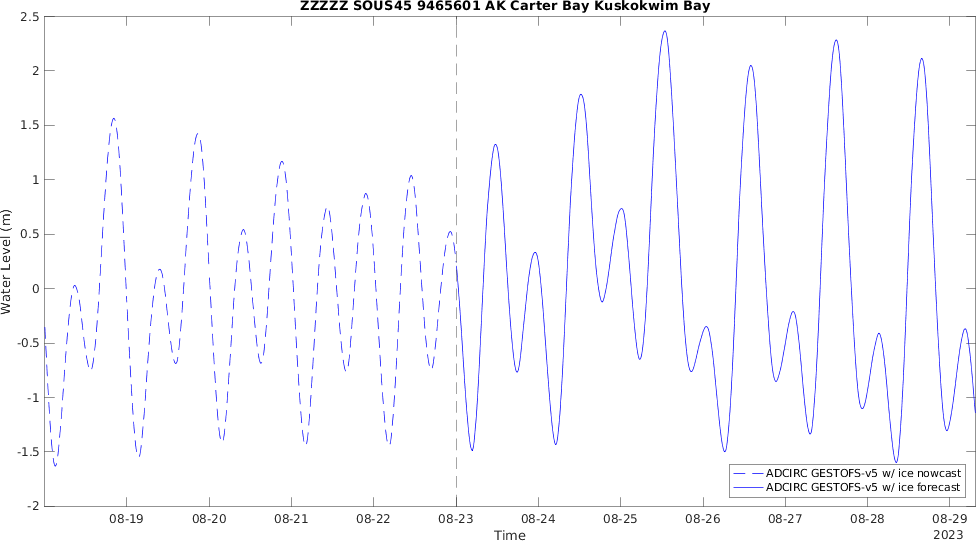 ZZZZZ SOUS45 9465601 AK Carter Bay Kuskokwim Bay
2.5
2
1.5
1
0.5
0
-0.5
-1
-1.5
-2
Water Level (m)
ADCIRC GESTOFS-v5 w/ ice nowcast
ADCIRC GESTOFS-v5 w/ ice forecast
08-19 08-20 08-21 08-22 08-23 08-24 08-25 08-26 08-27 08-28 08-29
Time
2023